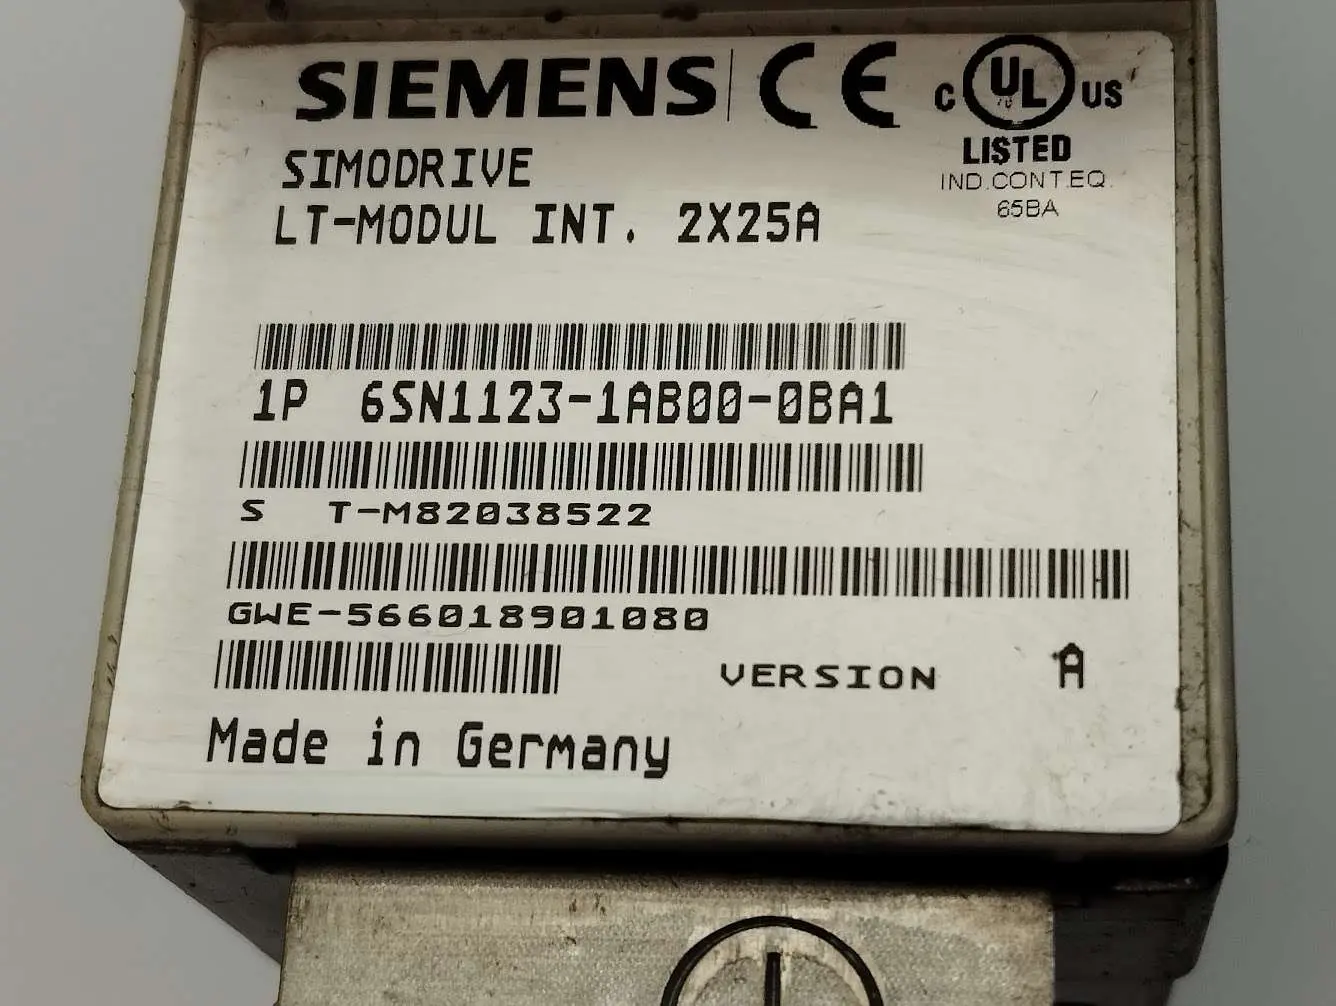 SIEMENS CE C UL US
LISTED
IND.CONT.EQ.
65BA
SIMODRIVE
LT-MODUL INT. 2X25A
1P 6SN1123-1AB00-0BA1
S T-M82038522
GWE-566018901080
VERSION A
Made in Germany